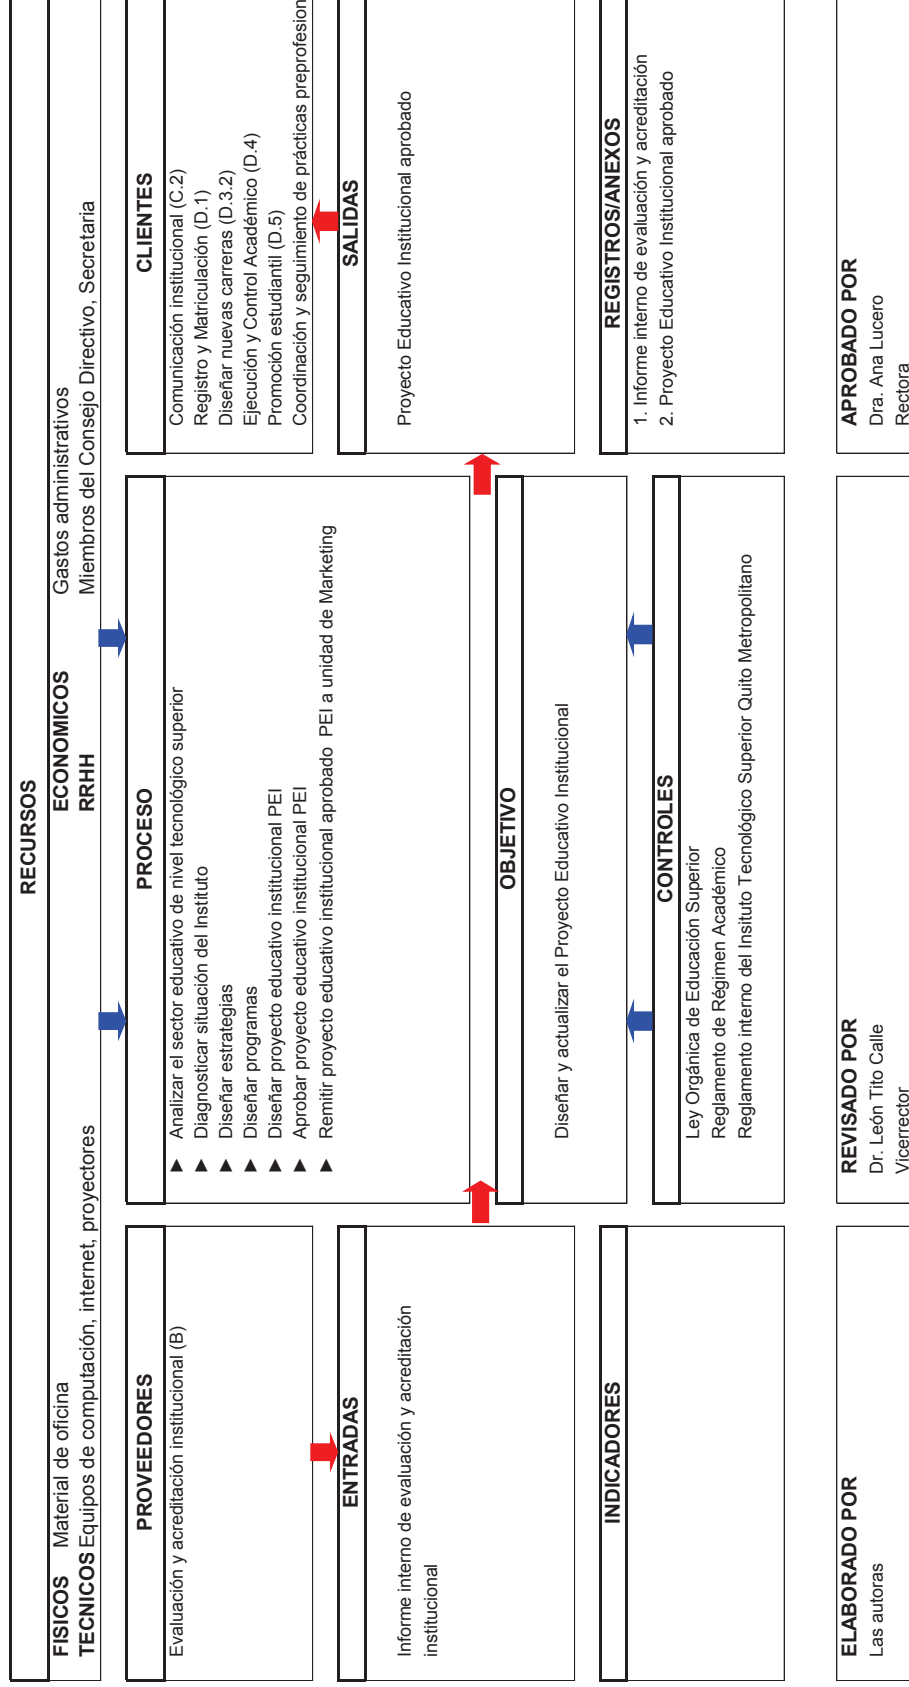 RECURSOS
FISICOS Material de oficina ECONOMICOS Gastos administrativos
TECNICOS Equipos de computación, internet, proyectores RRHH Miembros del Consejo Directivo, Secretaria
PROVEEDORES
Evaluación y acreditación institucional (B)
ENTRADAS
Informe interno de evaluación y acreditación
institucional
INDICADORES
PROCESO
▶ Analizar el sector educativo de nivel tecnológico superior
▶ Diagnosticar situación del Instituto
▶ Diseñar estrategias
▶ Diseñar programas
▶ Diseñar proyecto educativo institucional PEI
▶ Aprobar proyecto educativo institucional PEI
▶ Remitir proyecto educativo institucional aprobado PEI a unidad de Marketing
OBJETIVO
Diseñar y actualizar el Proyecto Educativo Institucional
CONTROLES
Ley Orgánica de Educación Superior
Reglamento de Régimen Académico
Reglamento interno del Insituto Tecnológico Superior Quito Metropolitano
CLIENTES
Comunicación institucional (C.2)
Registro y Matriculación (D.1)
Diseñar nuevas carreras (D.3.2)
Ejecución y Control Académico (D.4)
Promoción estudiantil (D.5)
Coordinación y seguimiento de prácticas preprofesion
SALIDAS
Proyecto Educativo Institucional aprobado
REGISTROS/ANEXOS
1. Informe interno de evaluación y acreditación
2. Proyecto Educativo Institucional aprobado
ELABORADO POR
Las autoras
REVISADO POR
Dr. León Tito Calle
Vicerrector
APROBADO POR
Dra. Ana Lucero
Rectora